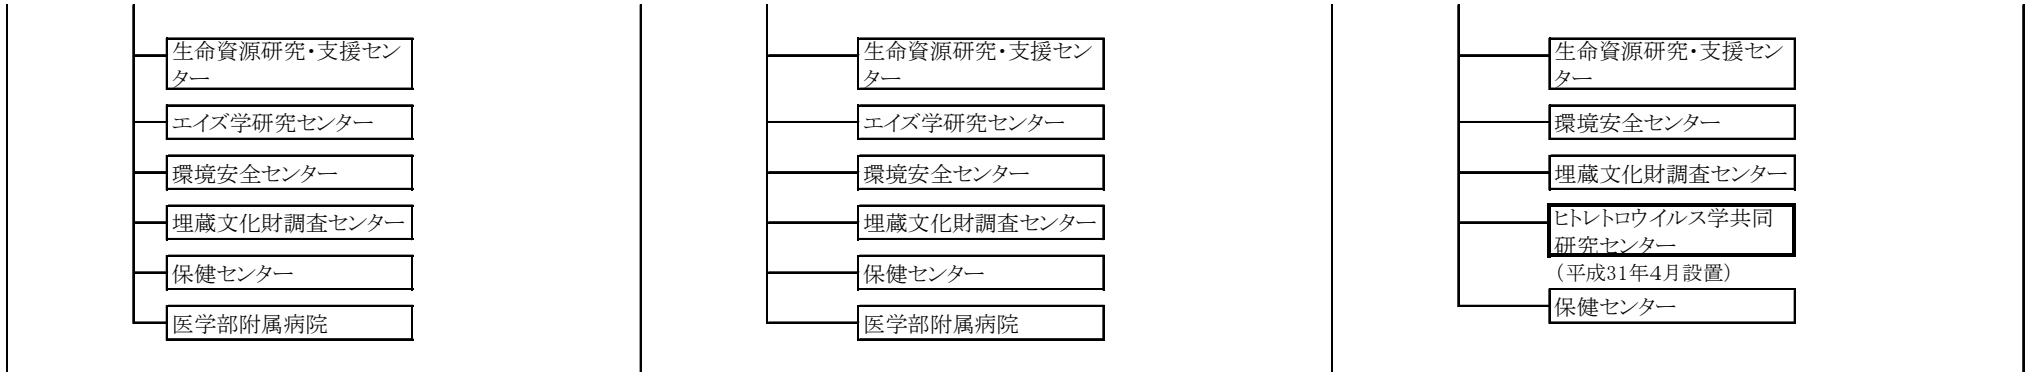 生命資源研究・支援セン
ター
エイズ学研究センター
環境安全センター
埋蔵文化財調査センター
保健センター
医学部附属病院
生命資源研究・支援セン
ター
エイズ学研究センター
環境安全センター
埋蔵文化財調査センター
保健センター
医学部附属病院
生命資源研究・支援セン
ター
環境安全センター
埋蔵文化財調査センター
ヒトレトロウイルス学共同
研究センター
（平成31年4月設置）
保健センター